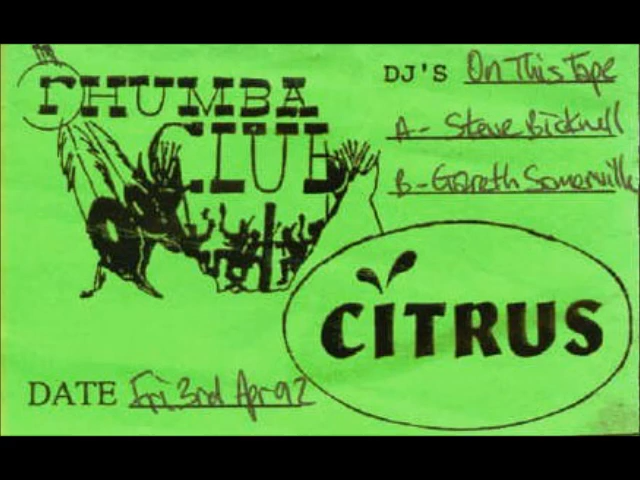 RHUMBA
CLUB
DJ'S On This Tape
A - Steve Bicknell
B - Gareth Somerville
CITRUS
DATE Fri 3rd Apr 92